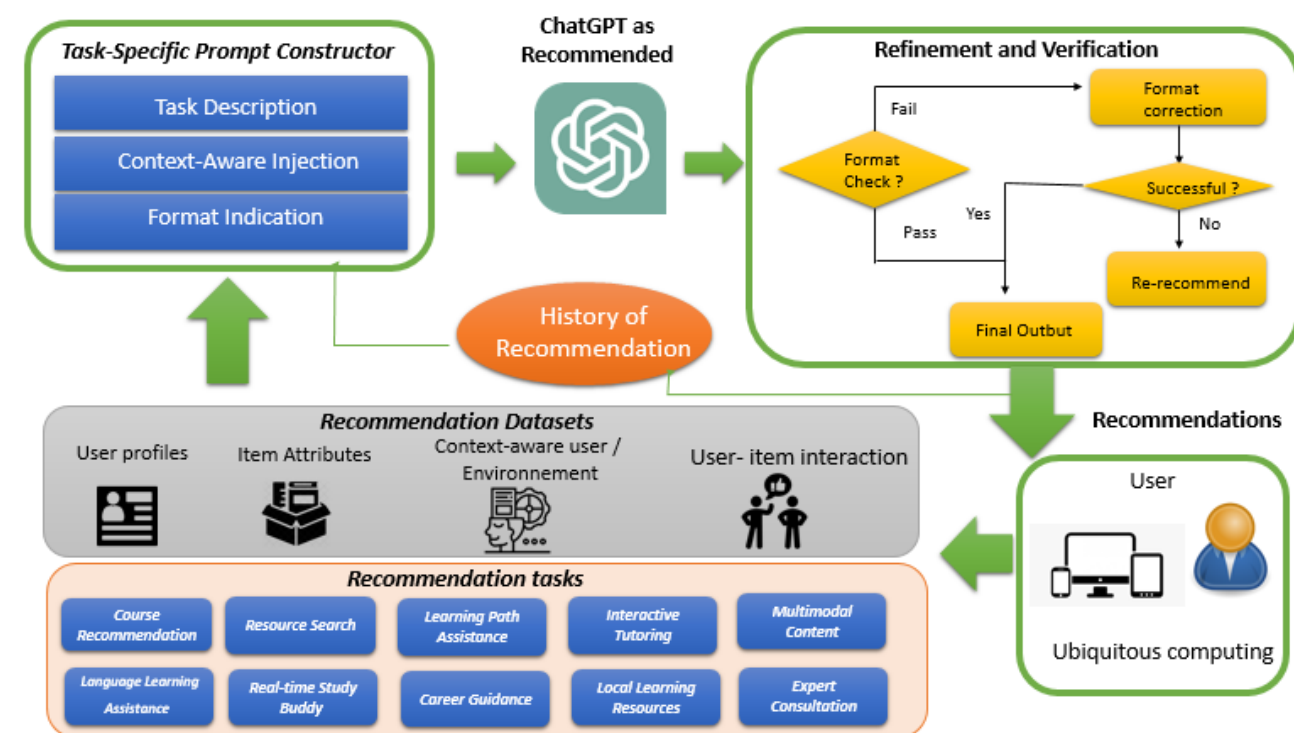 Task-Specific Prompt Constructor
Task Description
Context-Aware Injection
Format Indication
ChatGPT as
Recommended
Refinement and Verification
Format
correction
Fail
Format
Check ?
Successful ?
Yes
Pass
No
Re-recommend
Final Outbut
History of
Recommendation
Recommendations
Recommendation Datasets
User profiles
Item Attributes
Context-aware user /
Environnement
User- item interaction
User
Ubiquitous computing
Recommendation tasks
Course
Recommendation
Resource Search
Learning Path
Assistance
Interactive
Tutoring
Multimodal
Content
Language Learning
Assistance
Real-time Study
Buddy
Career Guidance
Local Learning
Resources
Expert
Consultation